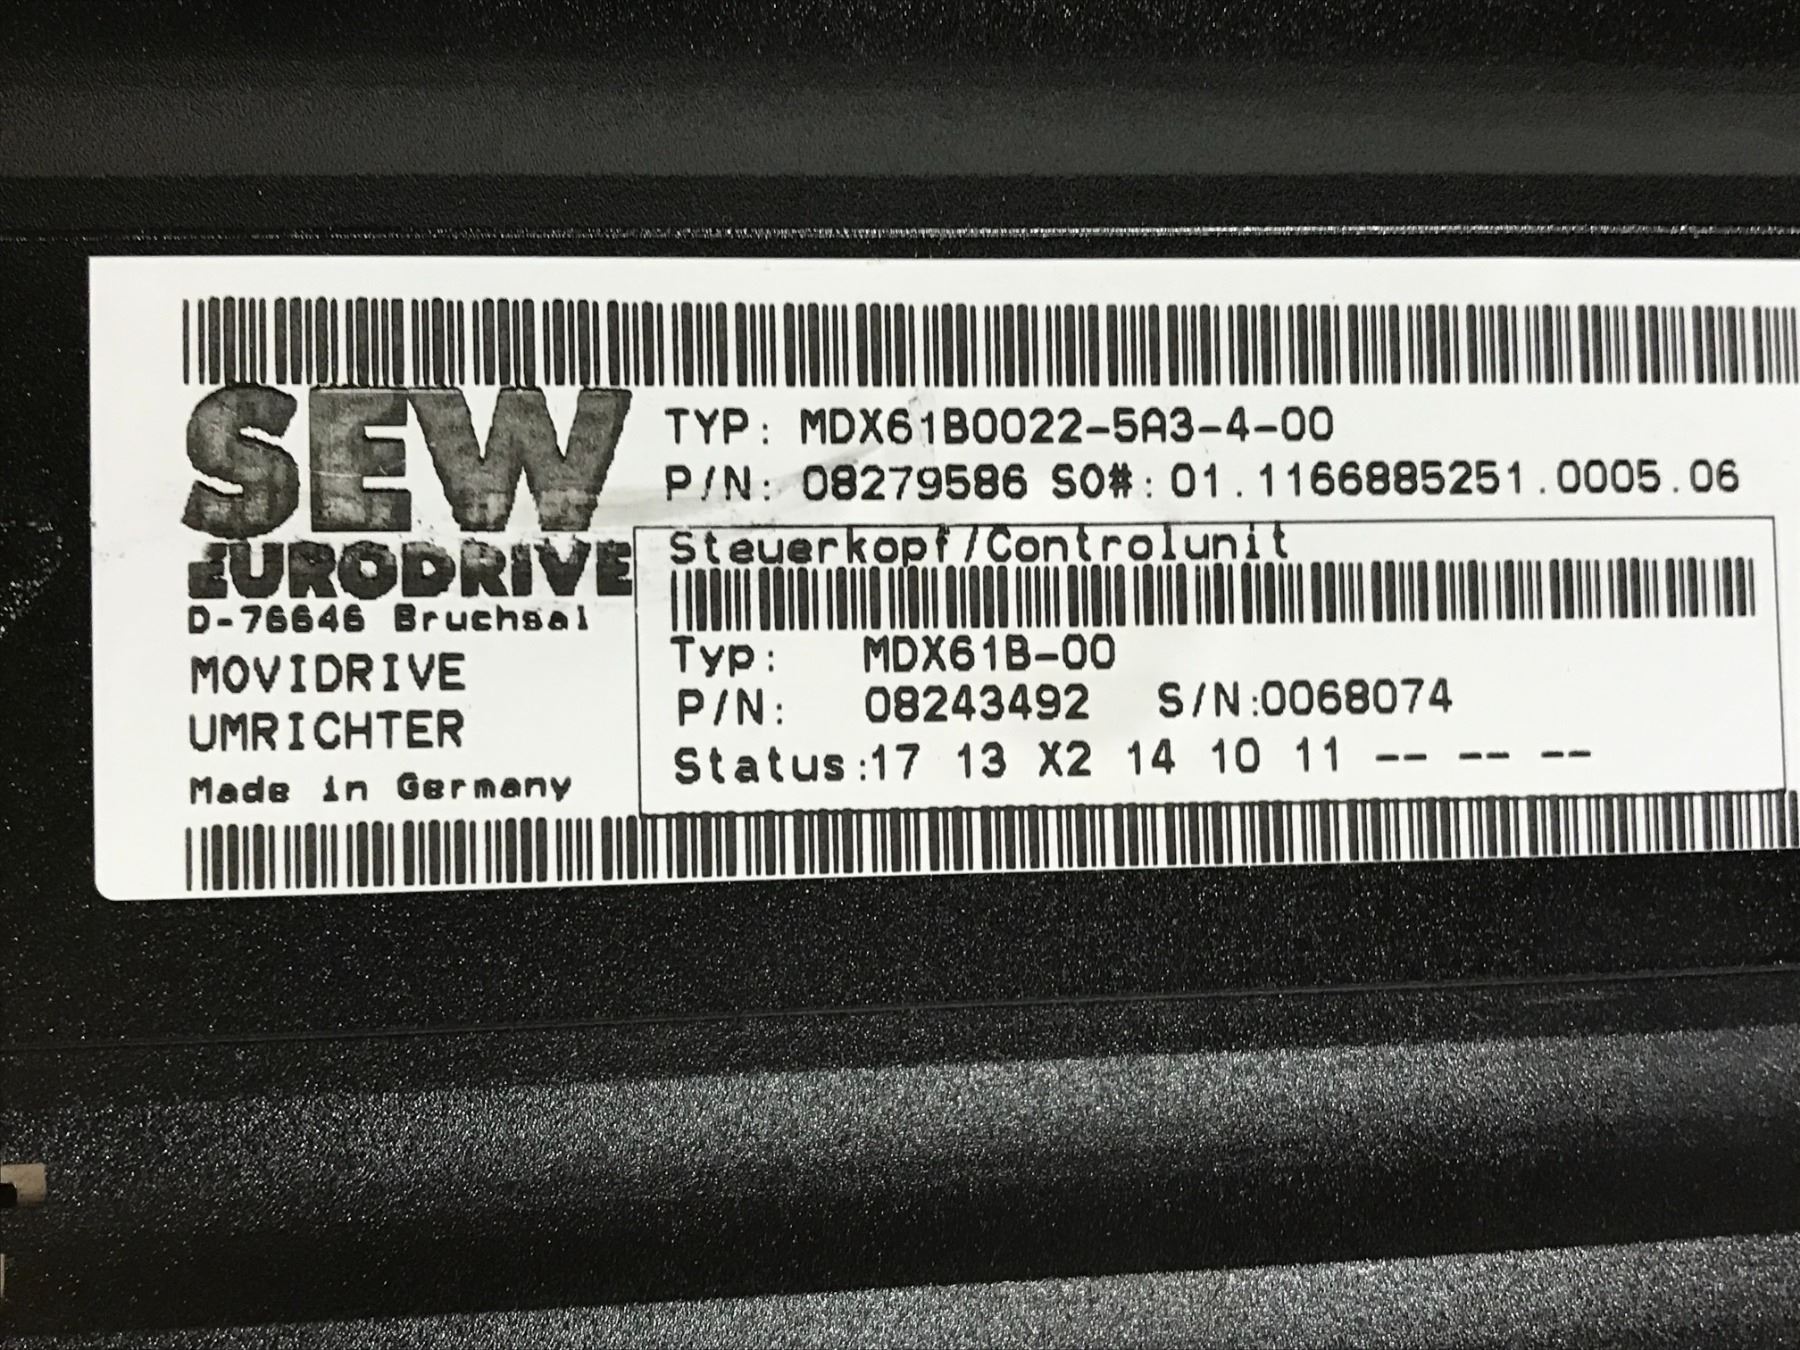 SEW
EURODRIVE
D-76646 Bruchsal
MOVIDRIVE
UMRICHTER
Made in Germany
TYP: MDX61B0022-5A3-4-00
P/N: 08279586 SO#: 01.1166885251.0005.06
Steuerkopf/Controlunit
Typ: MDX61B-00
P/N: 08243492 S/N:0068074
Status:17 13 X2 14 10 11 -- -- --